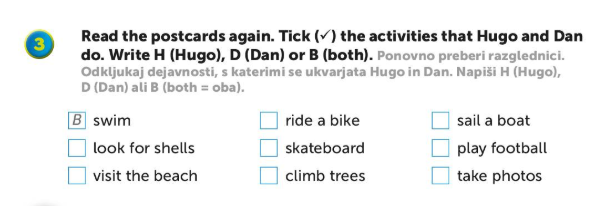 3
Read the postcards again. Tick (✓) the activities that Hugo and Dan
do. Write H (Hugo), D (Dan) or B (both). Ponovno preberi razglednici.
Odkljukaj dejavnosti, s katerimi se ukvarjata Hugo in Dan. Napiši H (Hugo),
D (Dan) ali B (both = oba).
B swim ride a bike sail a boat
look for shells skateboard play football
visit the beach climb trees take photos